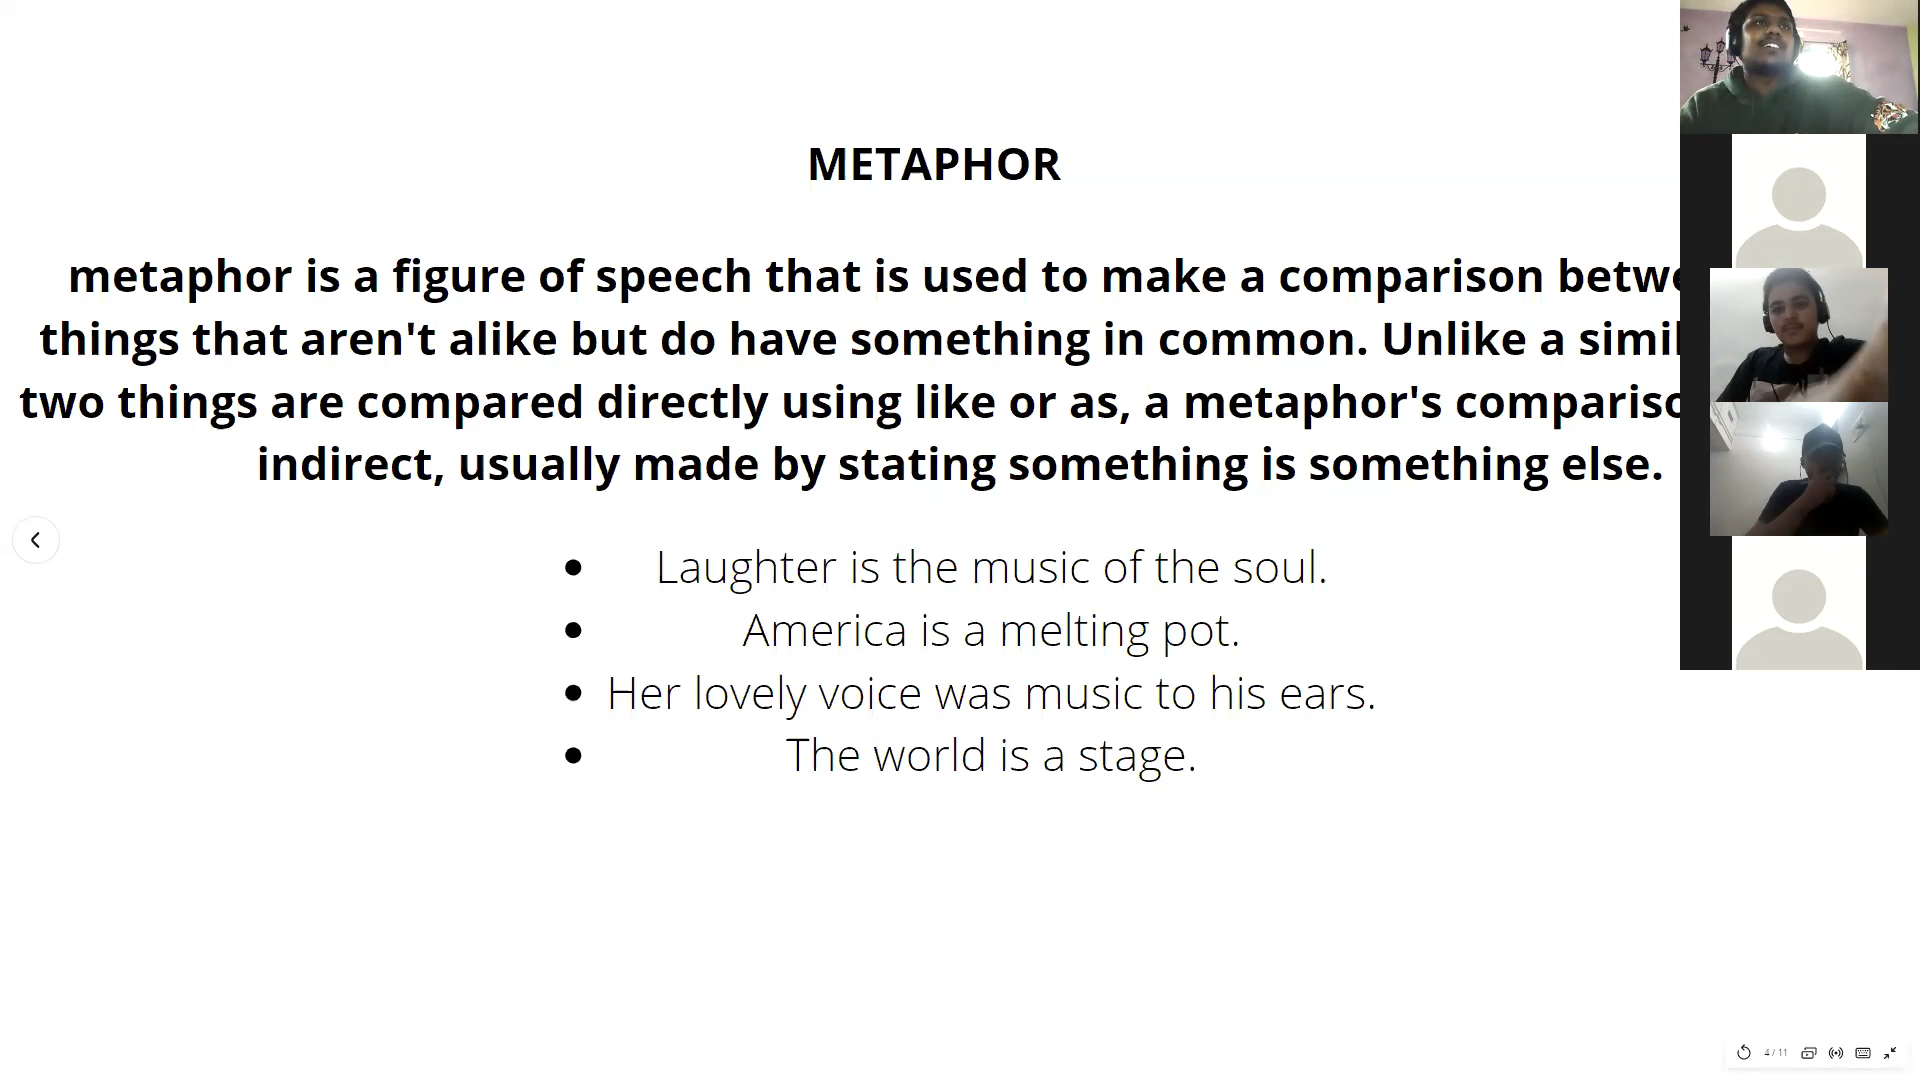 METAPHOR
metaphor is a figure of speech that is used to make a comparison
things that aren't alike but do have something in common. Unlike a
two things are compared directly using like or as, a metaphor's
indirect, usually made by stating something is something else.
• Laughter is the music of the soul.
• America is a melting pot.
• Her lovely voice was music to his ears.
• The world is a stage.
4/11